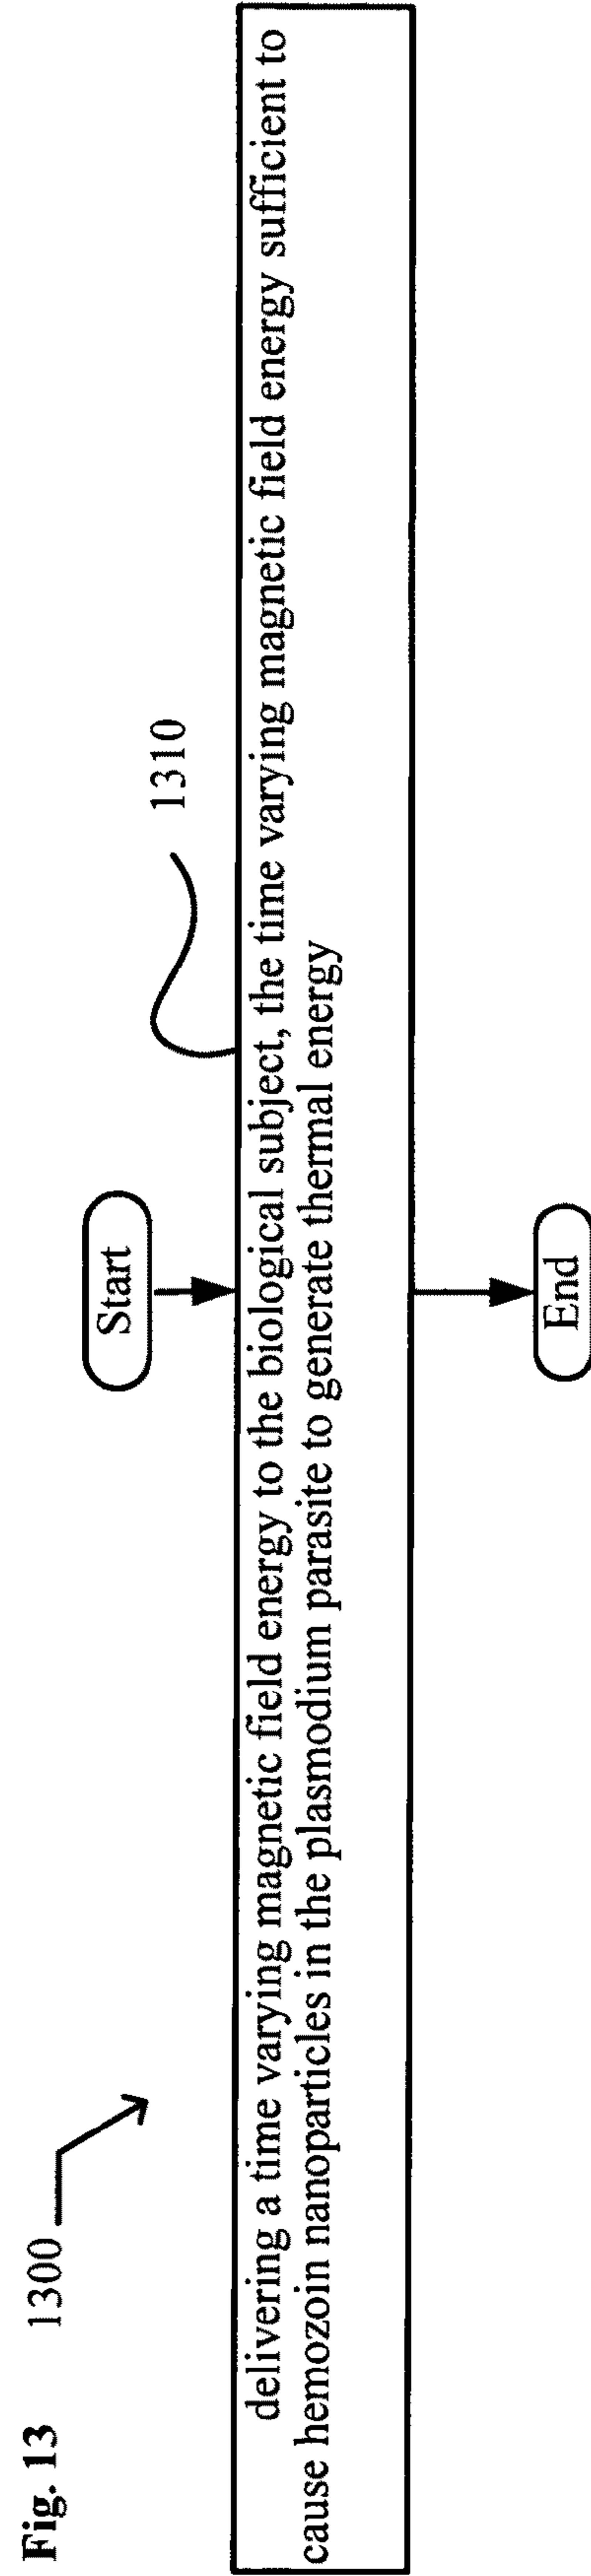 Fig. 13
1300
Start
1310
delivering a time varying magnetic field energy to the biological subject, the time varying magnetic field energy sufficient to
cause hemozoin nanoparticles in the plasmodium parasite to generate thermal energy
End